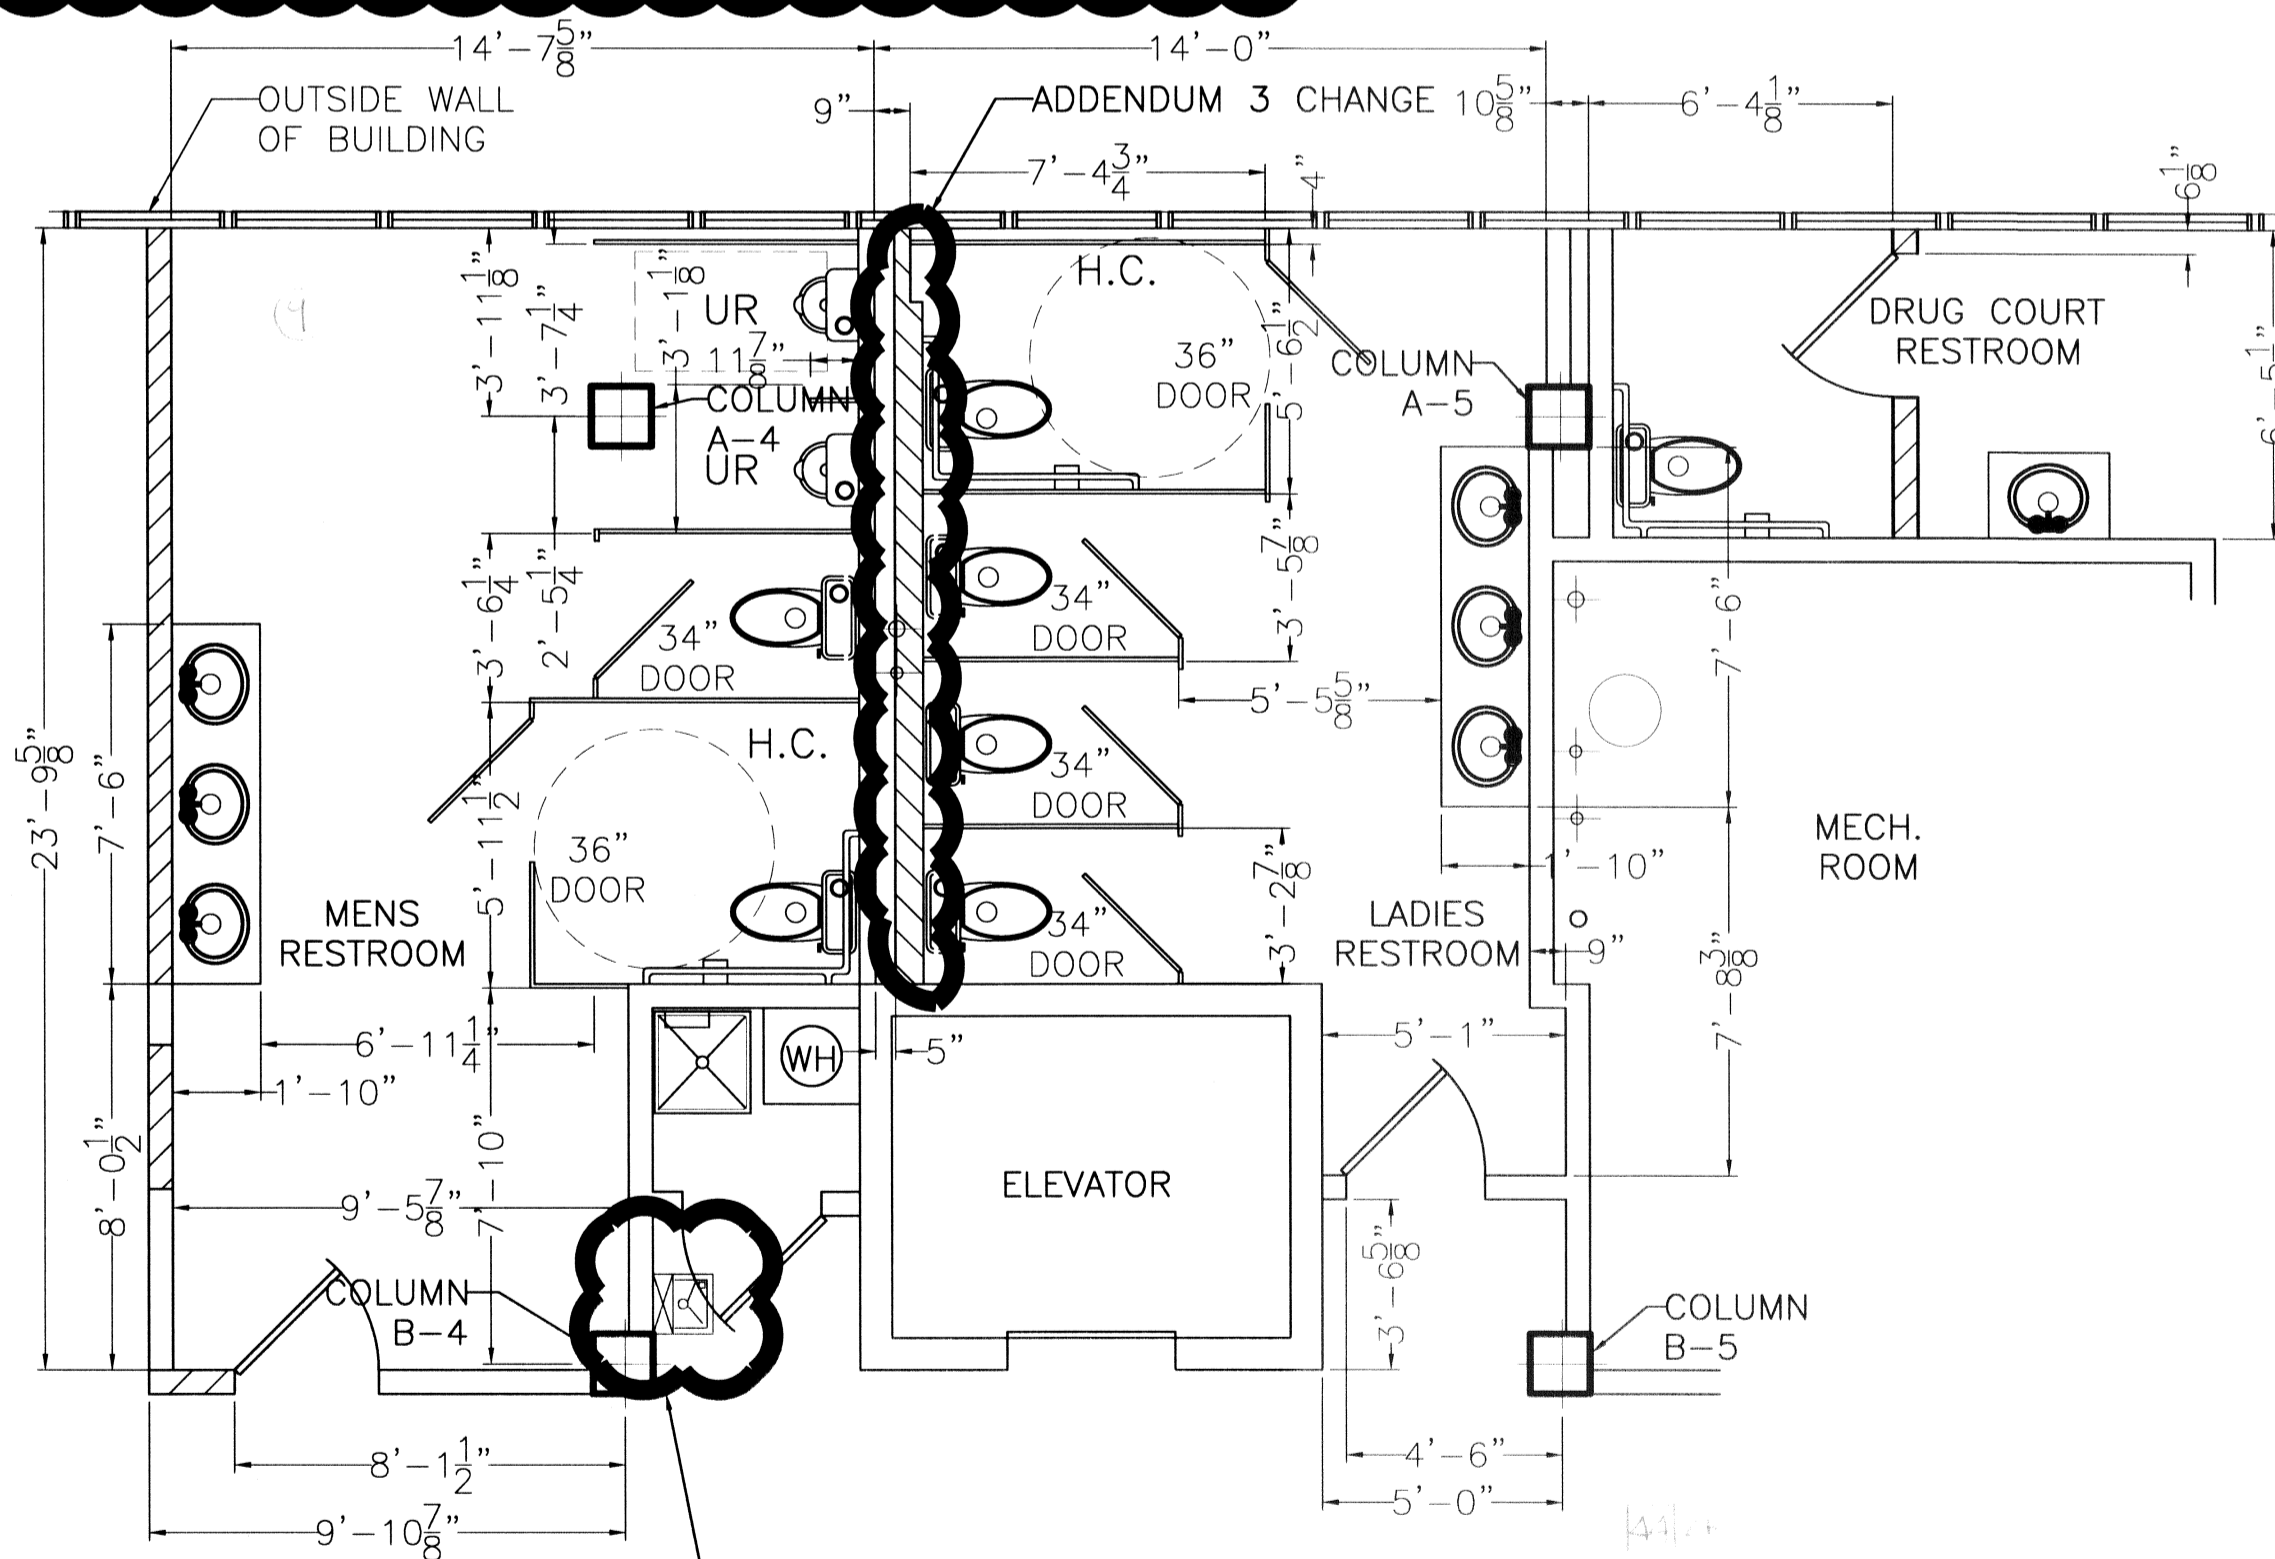 14'-7 5/8"
14'-0"
OUTSIDE WALL
OF BUILDING
9"
ADDENDUM 3 CHANGE
10 5/8"
6'-4 1/8"
7'-4 3/4"
4"
6 1/8"
3'-11 1/8"
3'-7 1/4"
3'-1 1/8"
UR
11 7/8"
H.C.
5'-6 1/2"
36"
DOOR
COLUMN
A-5
DRUG COURT
RESTROOM
6'-5 1/2"
COLUMN
A-4
UR
3'-6 1/4"
2'-5 1/4"
34"
DOOR
34"
DOOR
3'-5 7/8"
7'-6"
5'-5 5/8"
23'-9 5/8"
7'-6"
H.C.
5'-11 1/2"
36"
DOOR
34"
DOOR
MECH.
ROOM
1'-10"
3'-2 7/8"
MENS
RESTROOM
34"
DOOR
LADIES
RESTROOM
9"
7'-8 3/8"
6'-11 1/4"
WH
5"
5'-1"
1'-10"
8'-0 1/2"
7'-10"
9'-5 7/8"
ELEVATOR
3'-6 5/8"
COLUMN
B-4
COLUMN
B-5
8'-1 1/2"
4'-6"
5'-0"
9'-10 7/8"